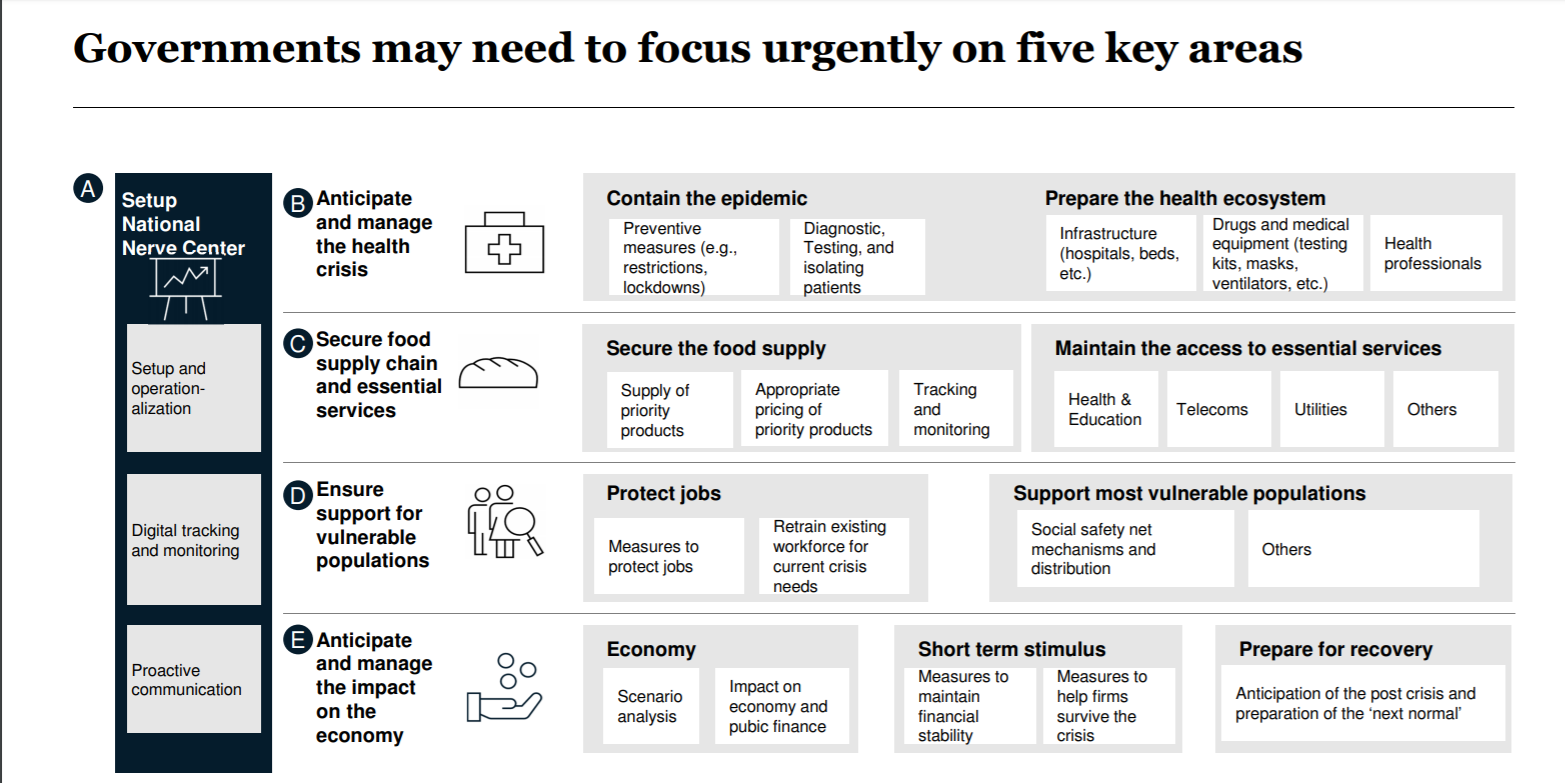 Governments may need to focus urgently on five key areas
A
Setup
National
Nerve Center
Setup and
operation-
alization
Digital tracking
and monitoring
Proactive
communication
B
Anticipate
and manage
the health
crisis
Contain the epidemic
Preventive
measures (e.g.,
restrictions,
lockdowns)
Diagnostic,
Testing, and
isolating
patients
Prepare the health ecosystem
Infrastructure
(hospitals, beds,
etc.)
Drugs and medical
equipment (testing
kits, masks,
ventilators, etc.)
Health
professionals
C
Secure food
supply chain
and essential
services
Secure the food supply
Supply of
priority
products
Appropriate
pricing of
priority products
Tracking
and
monitoring
Maintain the access to essential services
Health &
Education
Telecoms
Utilities
Others
D
Ensure
support for
vulnerable
populations
Protect jobs
Measures to
protect jobs
Retrain existing
workforce for
current crisis
needs
Support most vulnerable populations
Social safety net
mechanisms and
distribution
Others
E
Anticipate
and manage
the impact
on the
economy
Economy
Scenario
analysis
Impact on
economy and
pubic finance
Short term stimulus
Measures to
maintain
financial
stability
Measures to
help firms
survive the
crisis
Prepare for recovery
Anticipation of the post crisis and
preparation of the ‘next normal’